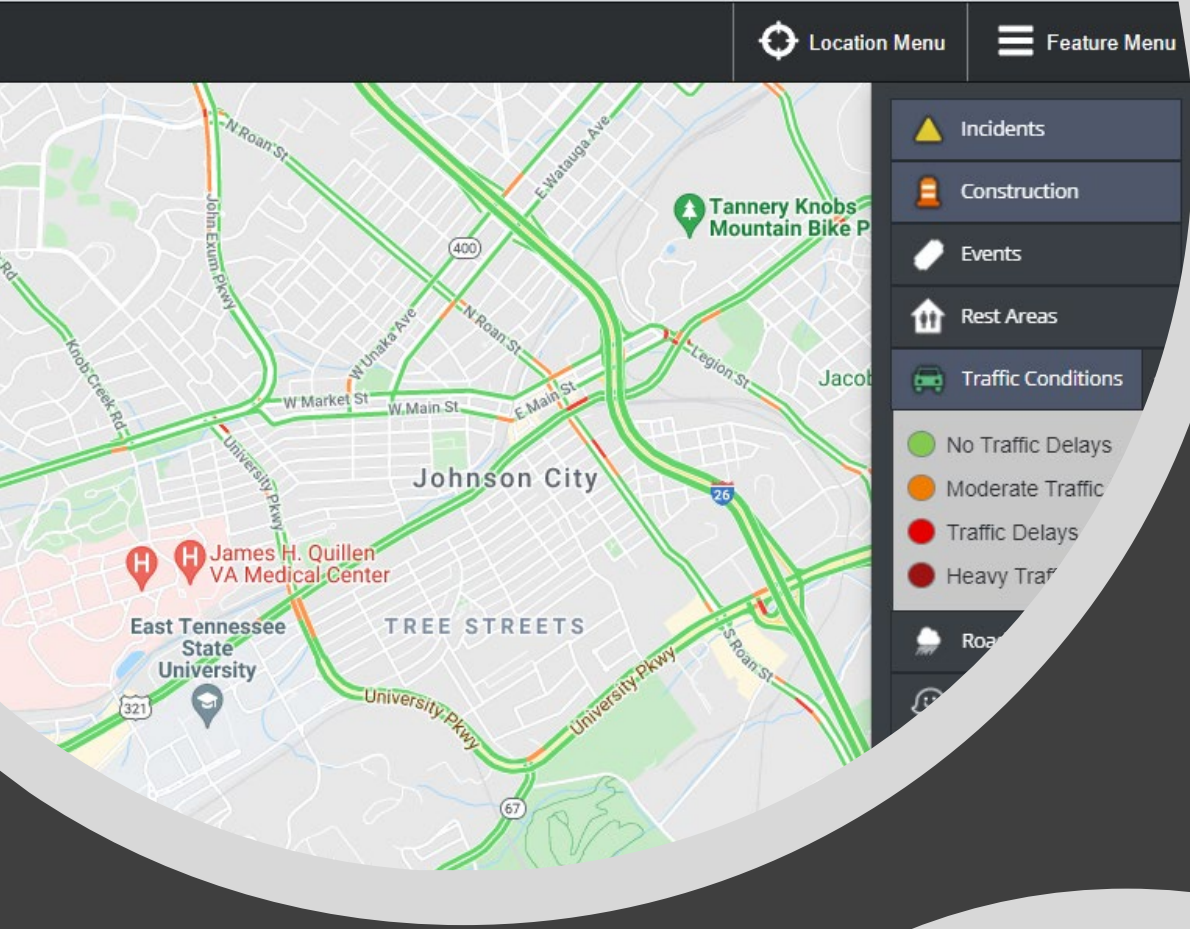 Location Menu
Feature Menu
Incidents
Construction
Events
Rest Areas
Traffic Conditions
No Traffic Delays
Moderate Traffic
Traffic Delays
Heavy
N Roan St
John Exum Pkwy
E Watauga Ave
400
Tannery Knobs
Mountain Bike P
Rd
Knob Creek Rd
W Unaka Ave
N Roan St
Legion St
Jacob
W Market St
W Main St
E Main St
University Pkwy
Johnson City
26
H
H
James H. Quillen
VA Medical Center
East Tennessee
State
University
TREE STREETS
S Roan St
321
University Pkwy
University Pkwy
67